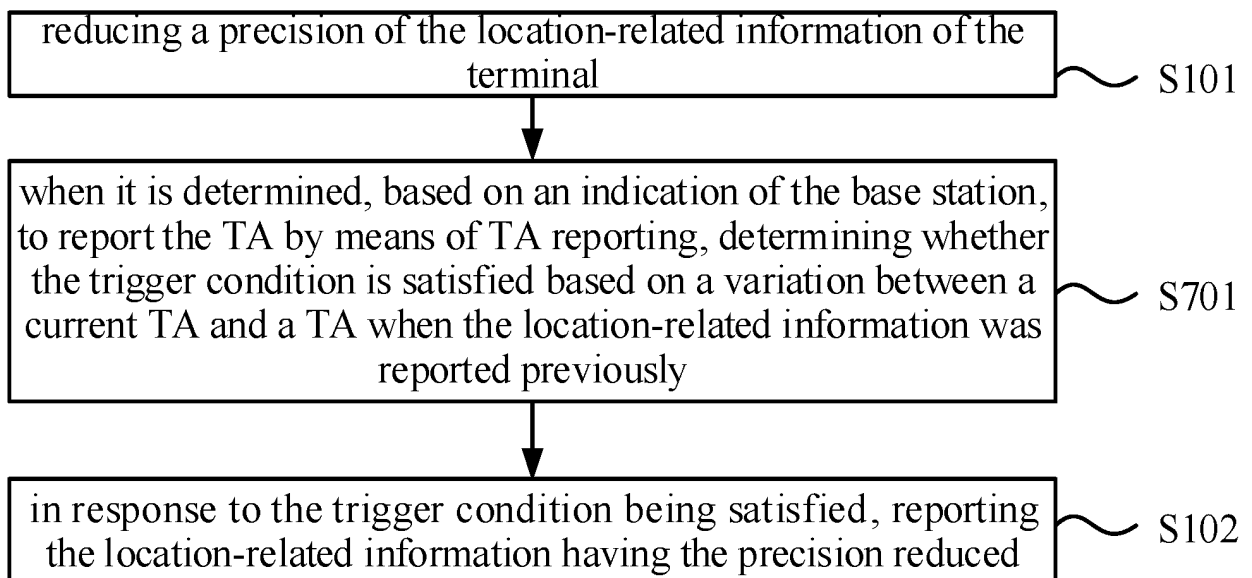 reducing a precision of the location-related information of the
terminal
S101
when it is determined, based on an indication of the base station,
to report the TA by means of TA reporting, determining whether
the trigger condition is satisfied based on a variation between a
current TA and a TA when the location-related information was
reported previously
S701
in response to the trigger condition being satisfied, reporting
the location-related information having the precision reduced
S102